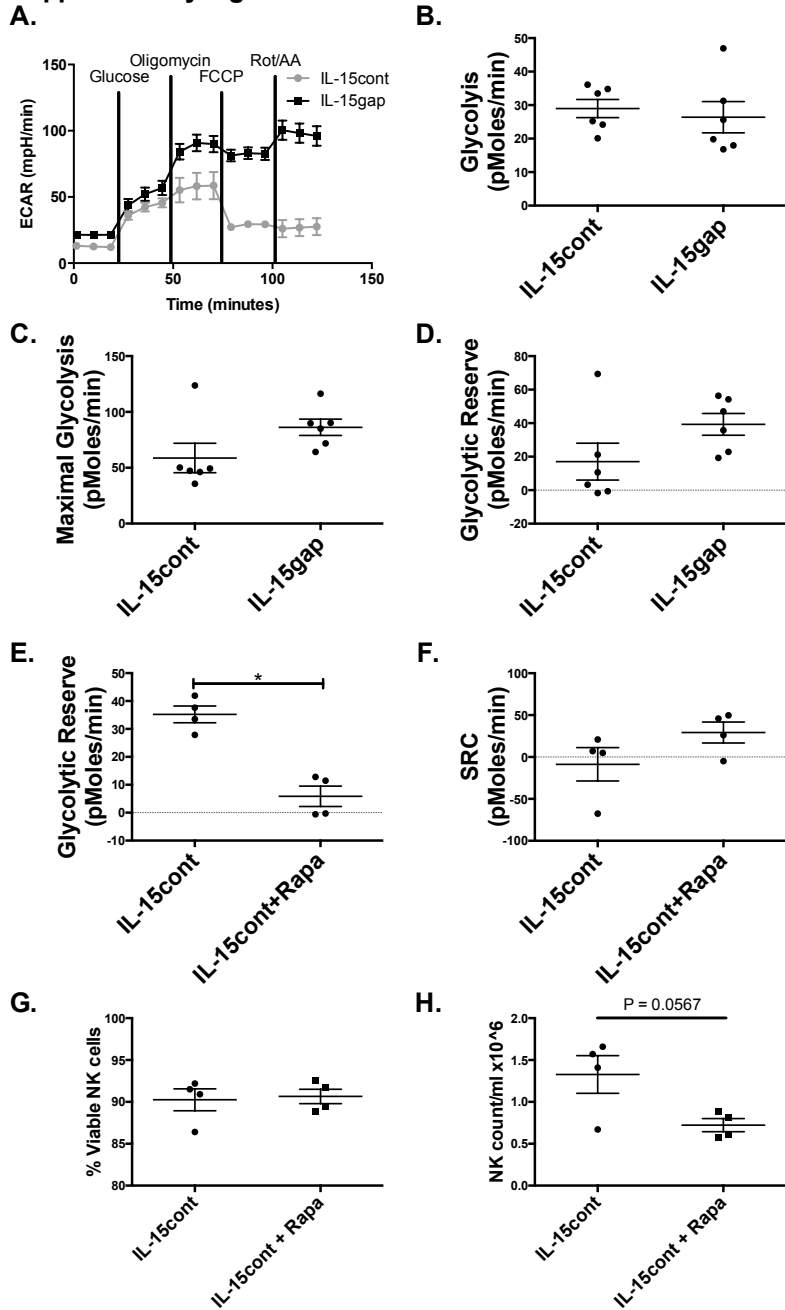 A.
Oligomycin
Rot/AA
Glucose
FCCP
IL-15cont
IL-15gap
ECAR (mpH/min)
150
100
50
0
0
50
100
150
Time (minutes)
B.
Glycolyis
(pMoles/min)
50
40
30
20
10
0
IL-15cont
IL-15gap
C.
Maximal Glycolysis
(pMoles/min)
150
100
50
0
IL-15cont
IL-15gap
D.
Glycolytic Reserve
(pMoles/min)
80
60
40
20
0
-20
IL-15cont
IL-15gap
E.
Glycolytic Reserve
(pMoles/min)
50
40
30
20
10
0
-10
*
IL-15cont
IL-15cont+Rapa
F.
SRC
(pMoles/min)
100
50
0
-50
-100
IL-15cont
IL-15cont+Rapa
G.
% Viable NK cells
100
95
90
85
80
IL-15cont
IL-15cont + Rapa
H.
P = 0.0567
NK count/ml x10^6
2.0
1.5
1.0
0.5
0.0
IL-15cont
IL-15cont + Rapa